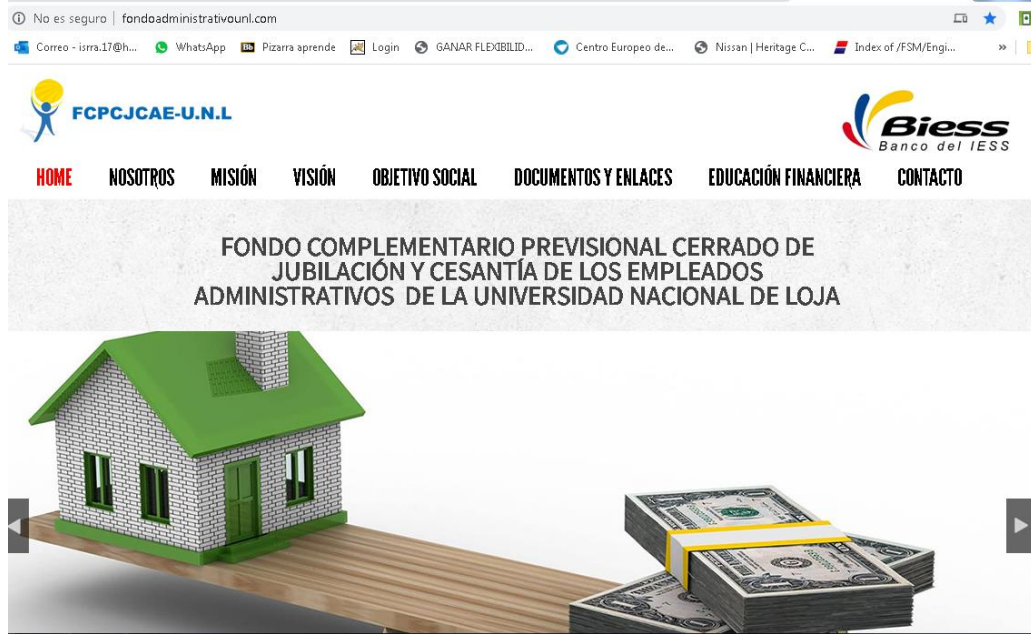 No es seguro | fondoadministrativounl.com
Correo - isrra.17@h... WhatsApp Bb Pizarra aprende Login GANAR FLEXIBILID... Centro Europeo de... Nissan | Heritage C... Index of /FSM/Engi... »
FCPCJCAE-U.N.L
Biess
Banco del IESS
HOME NOSOTROS MISIÓN VISIÓN OBJETIVO SOCIAL DOCUMENTOS Y ENLACES EDUCACIÓN FINANCIERA CONTACTO
FONDO COMPLEMENTARIO PREVISIONAL CERRADO DE
JUBILACIÓN Y CESANTÍA DE LOS EMPLEADOS
ADMINISTRATIVOS DE LA UNIVERSIDAD NACIONAL DE LOJA